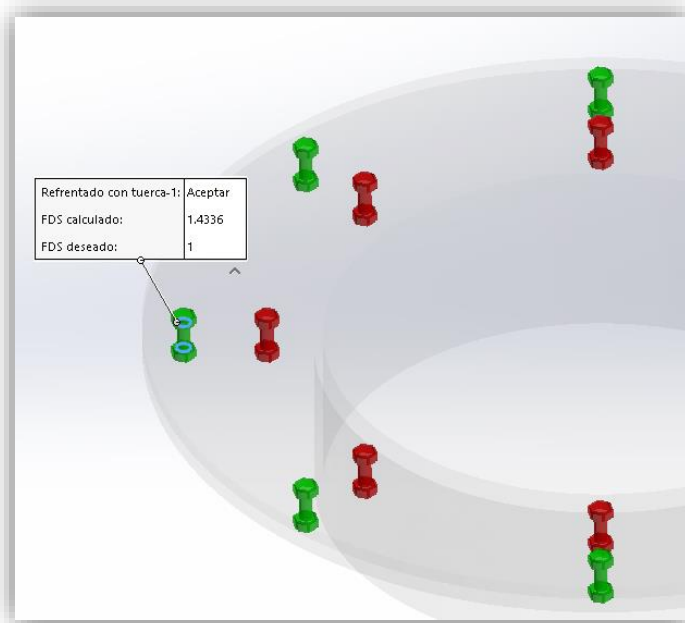 Refrentado con tuerca-1: Aceptar
FDS calculado: 1.4336
FDS deseado: 1